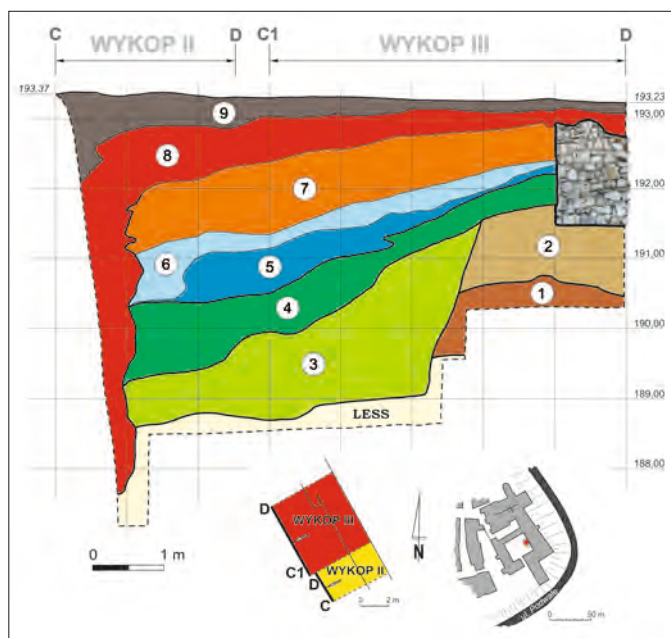 C D C1 D
WYKOP II WYKOP III
193,37 193,23
193,00
192,00
191,00
190,00
189,00
188,00
9
8
7
6
5
4
3
2
1
LESS
0 1 m
D
WYKOP III
C1
WYKOP II
D
C
0 2 m
N
ul. Podwale
0 50 m